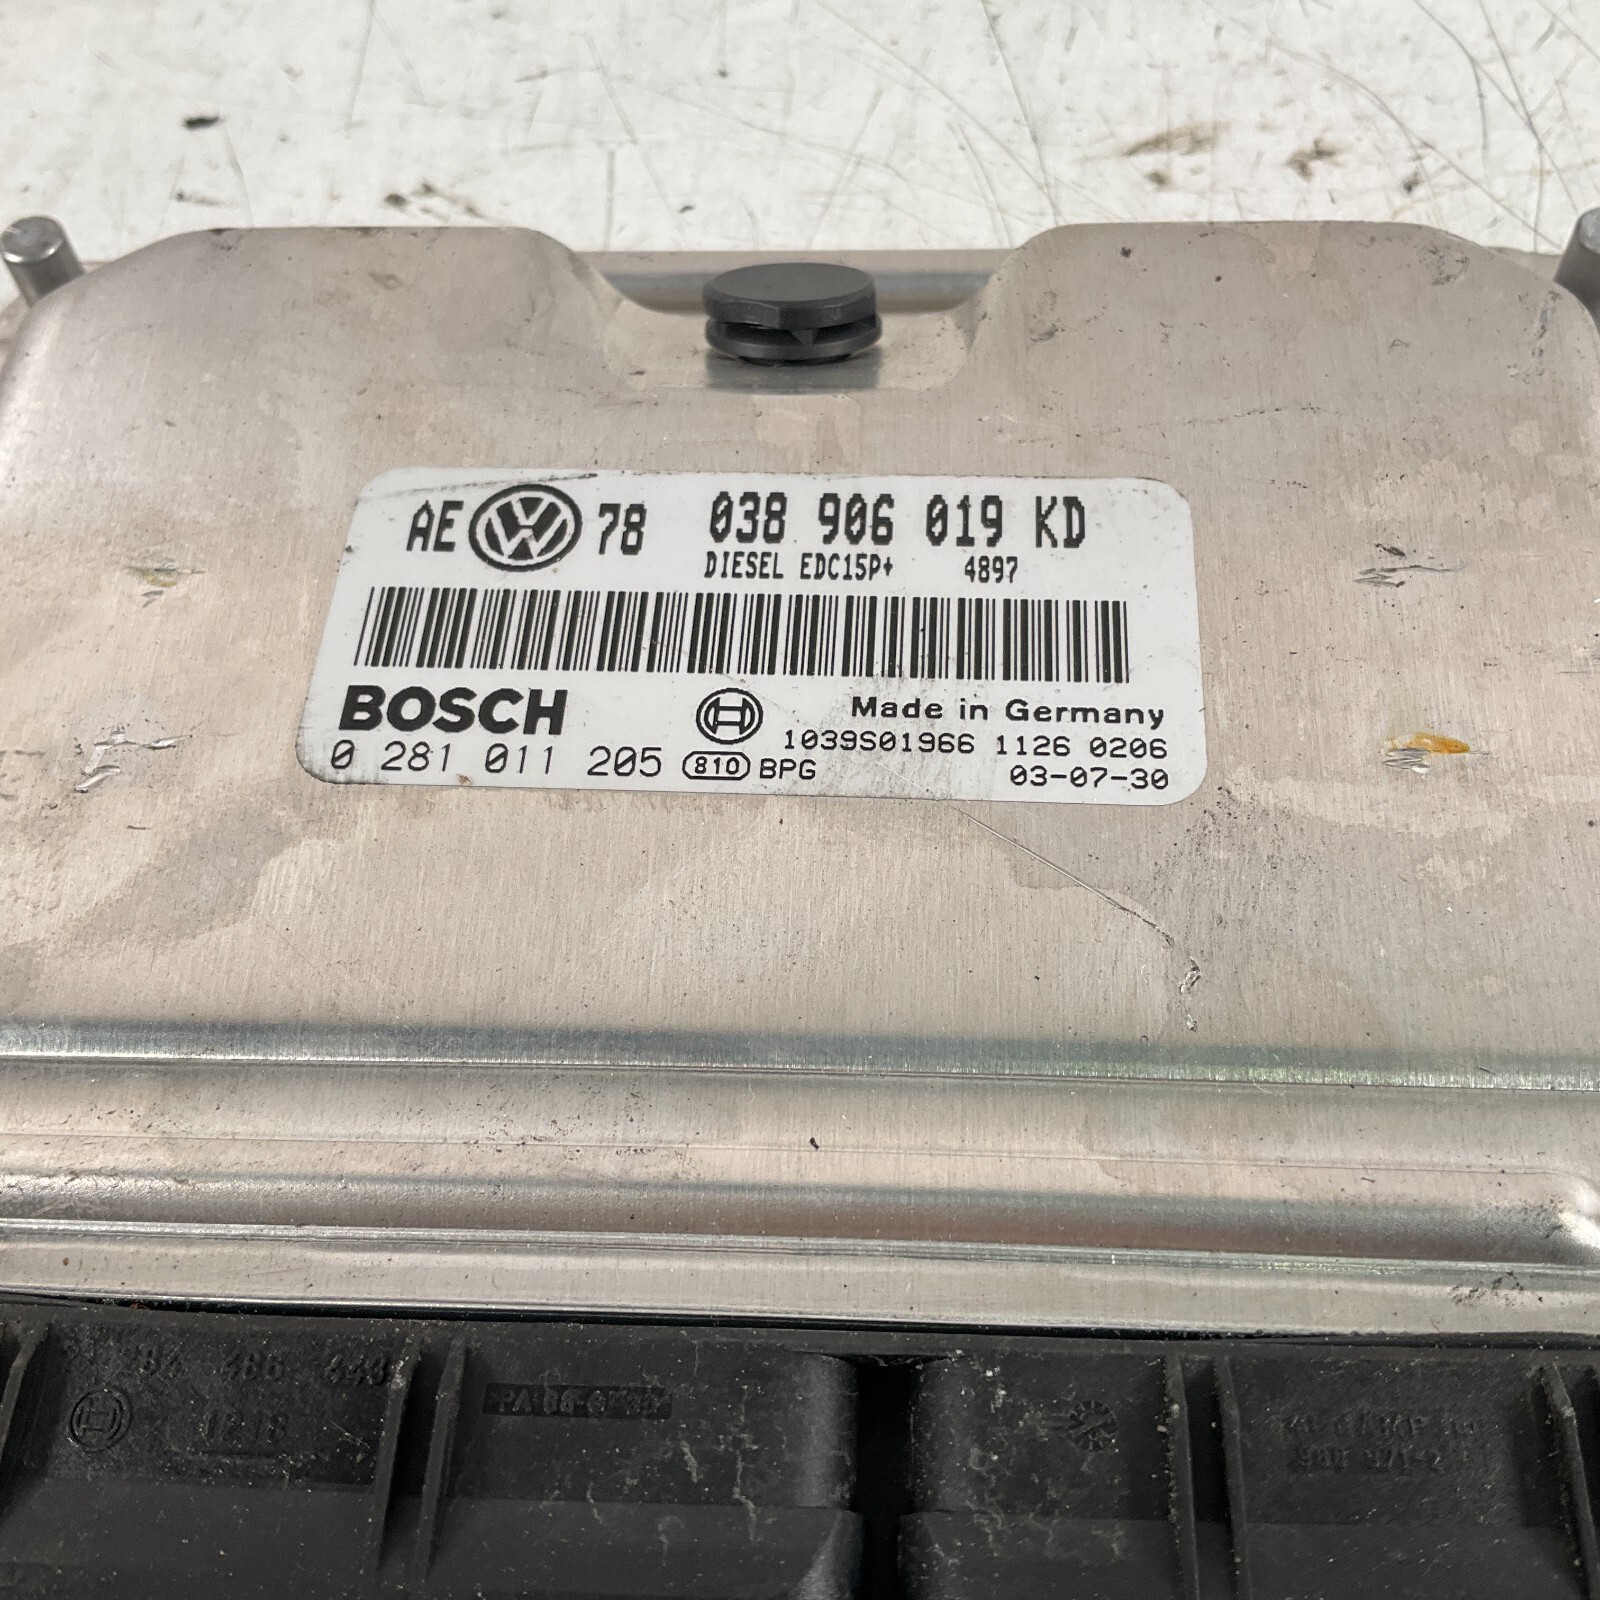 AE 78 038 906 019 KD
DIESEL EDC15P+ 4897
BOSCH Made in Germany
1039S01966 1126 0206
0 281 011 205 810 BPG 03-07-30
1218